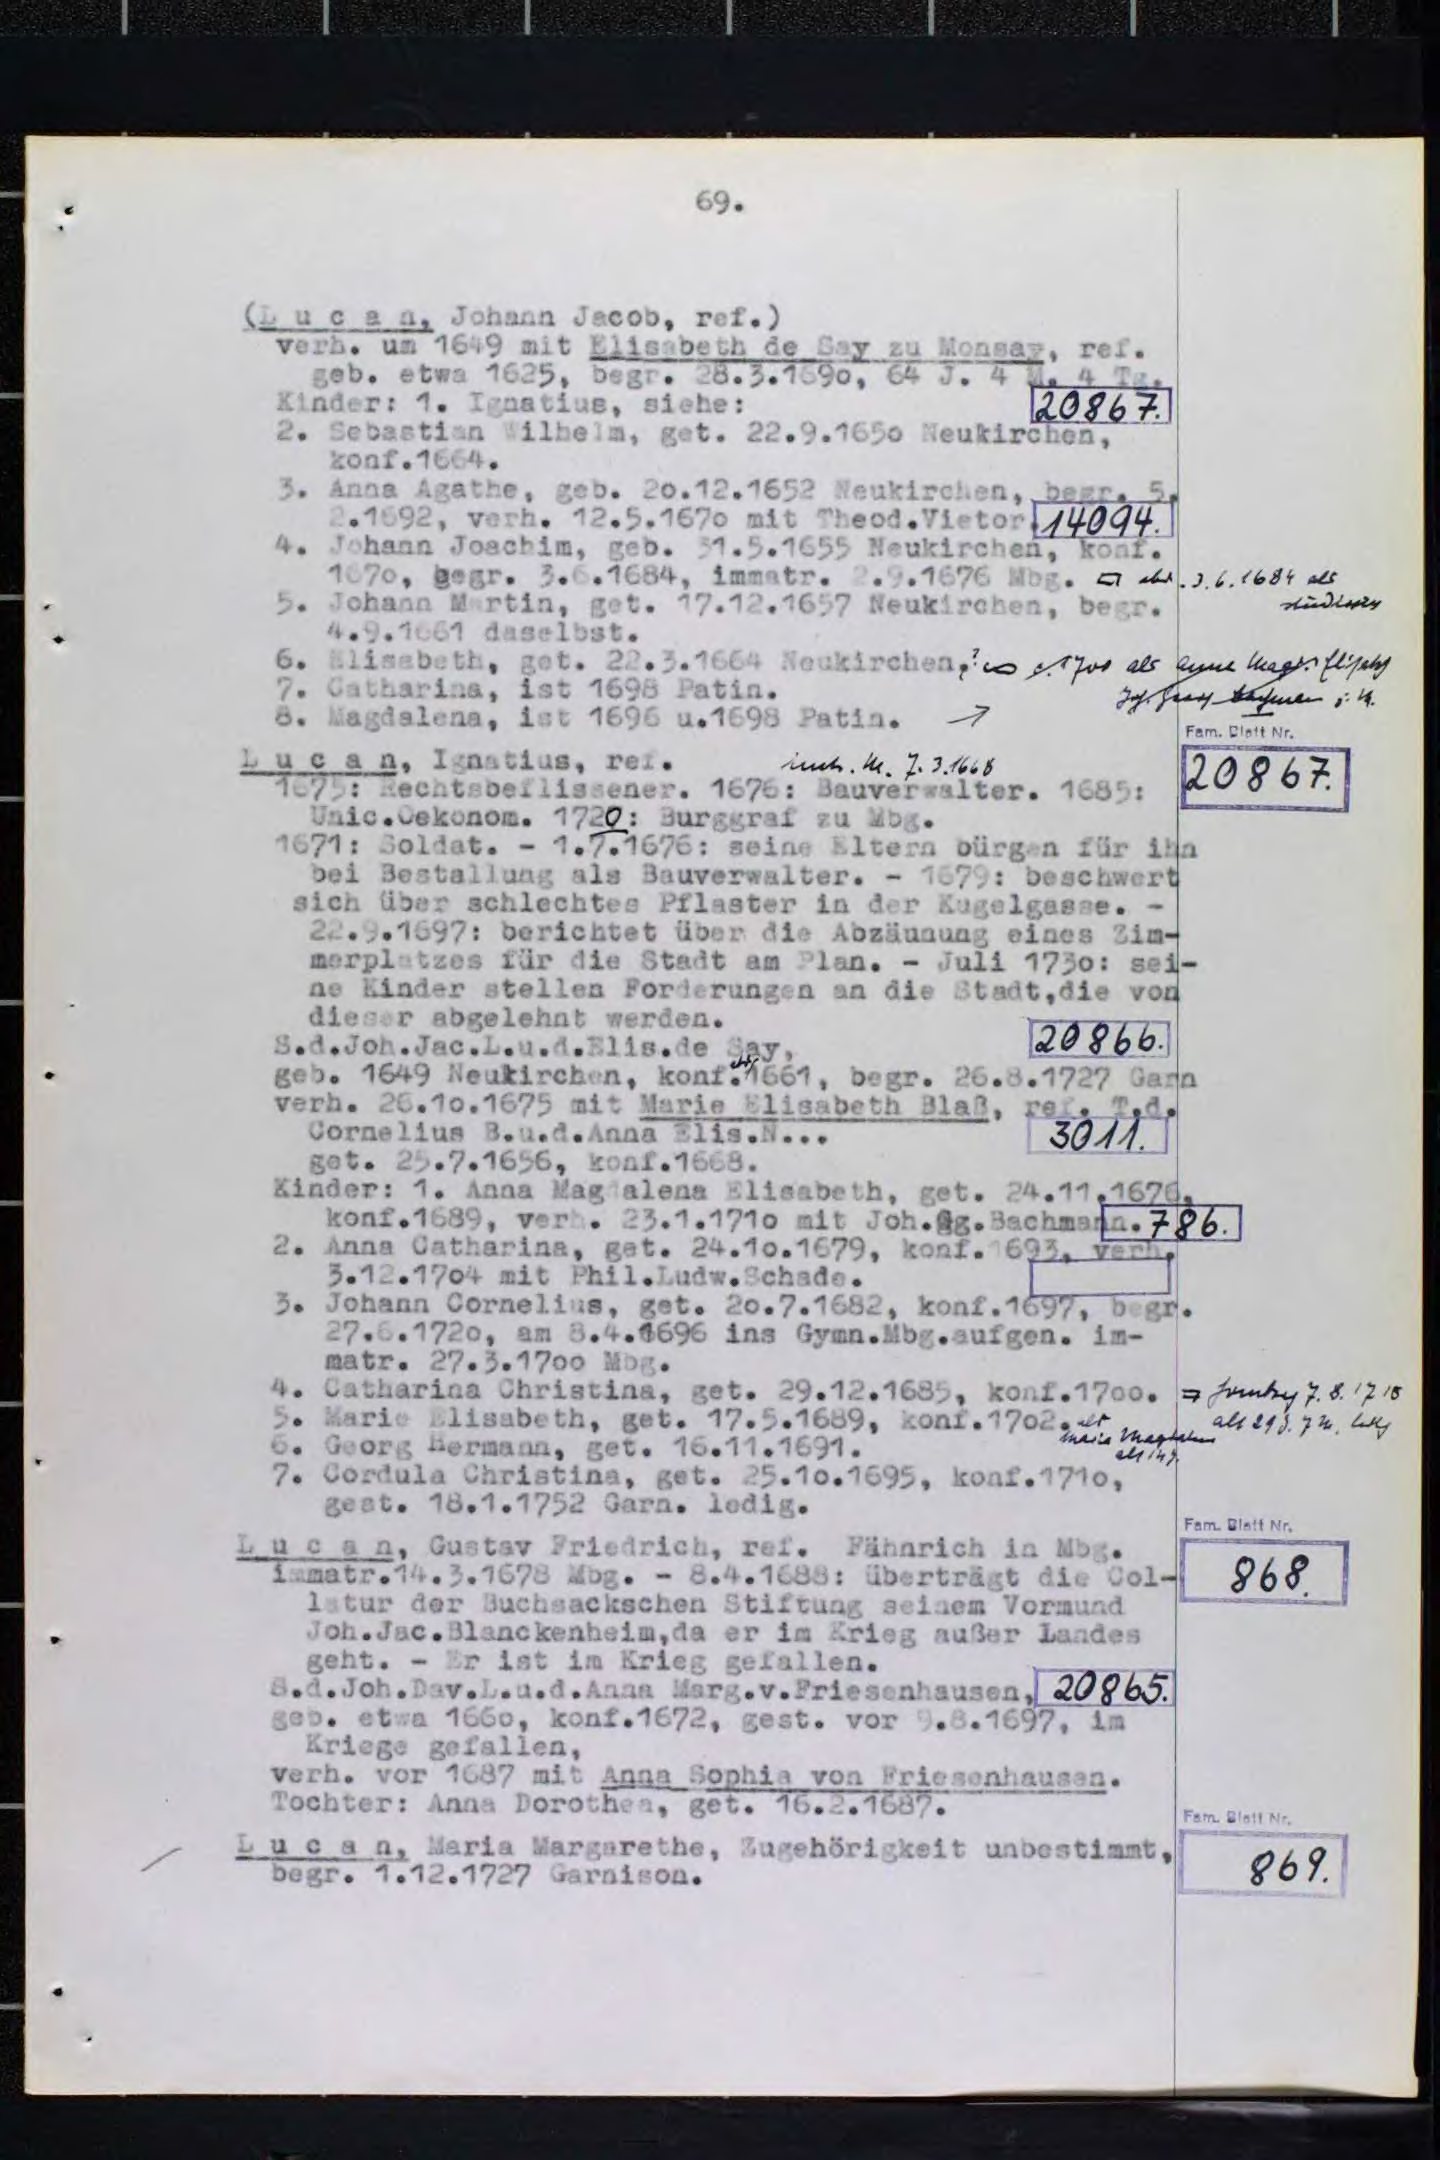 69.
(L u c a n, Johann Jacob, ref.)
verh. um 1649 mit Elisabeth de Say zu Monsay, ref.
geb. etwa 1625, begr. 28.3.1690, 64 J. 4 M. 4 Tg.
Kinder: 1. Ignatius, siehe: 20867.
2. Sebastian Wilhelm, get. 22.9.1650 Neukirchen,
konf.1664.
3. Anna Agathe, geb. 20.12.1652 Neukirchen, begr. 5.
2.1692, verh. 12.5.1670 mit Theod.Vietor. 14094.
4. Johann Joachim, geb. 31.5.1655 Neukirchen, konf.
1670, begr. 3.6.1684, immatr. 2.9.1676 Mbg. 3.6.1684 als
5. Johann Martin, get. 17.12.1657 Neukirchen, begr.
4.9.1661 daselbst.
6. Elisabeth, get. 22.3.1664 Neukirchen,? 1700 als
7. Catharina, ist 1698 Patin.
8. Magdalena, ist 1696 u.1698 Patin.
Fam. Blatt Nr.
20867.
L u c a n, Ignatius, ref. 7.3.1668
1675: Rechtsbeflissener. 1676: Bauverwalter. 1685:
Unic.Oekonom. 1720: Burggraf zu Mbg.
1671: Soldat. - 1.7.1676: seine Eltern bürgen für ihn
bei Bestallung als Bauverwalter. - 1679: beschwert
sich über schlechtes Pflaster in der Kugelgasse. -
22.9.1697: berichtet über die Abzäunung eines Zim-
merplatzes für die Stadt am Plan. - Juli 1730: sei-
ne Kinder stellen Forderungen an die Stadt,die von
dieser abgelehnt werden.
S.d.Joh.Jac.L.u.d.Elis.de Say, 20866.
geb. 1649 Neukirchen, konf.1661, begr. 26.8.1727 Garn
verh. 26.10.1675 mit Marie Elisabeth Blaß, ref. T.d.
Cornelius B.u.d.Anna Elis.N... 3011.
get. 25.7.1656, konf.1668.
Kinder: 1. Anna Magdalena Elisabeth, get. 24.11.1676,
konf.1689, verh. 23.1.1710 mit Joh.Gg.Bachmann. 786.
2. Anna Catharina, get. 24.10.1679, konf.1693, verh.
3.12.1704 mit Phil.Ludw.Schade.
3. Johann Cornelius, get. 20.7.1682, konf.1697, begr.
27.6.1720, am 8.4.1696 ins Gymn.Mbg.aufgen. im-
matr. 27.3.1700 Mbg.
4. Catharina Christina, get. 29.12.1685, konf.1700.
5. Marie Elisabeth, get. 17.5.1689, konf.1702.
6. Georg Hermann, get. 16.11.1691.
7. Cordula Christina, get. 25.10.1695, konf.1710,
gest. 18.1.1752 Garn. ledig.
Fam. Blatt Nr.
868.
L u c a n, Gustav Friedrich, ref. Fähnrich in Mbg.
immatr.14.3.1678 Mbg. - 8.4.1688: überträgt die Col-
latur der Buchsackschen Stiftung seinem Vormund
Joh.Jac.Blanckenheim,da er im Krieg außer Landes
geht. - Er ist im Krieg gefallen.
S.d.Joh.Dav.L.u.d.Anna Marg.v.Friesenhausen, 20865.
geb. etwa 1660, konf.1672, gest. vor 9.8.1697, im
Kriege gefallen,
verh. vor 1687 mit Anna Sophia von Friesenhausen.
Tochter: Anna Dorothea, get. 16.2.1687.
Fam. Blatt Nr.
869.
L u c a n, Maria Margarethe, Zugehörigkeit unbestimmt,
begr. 1.12.1727 Garnison.